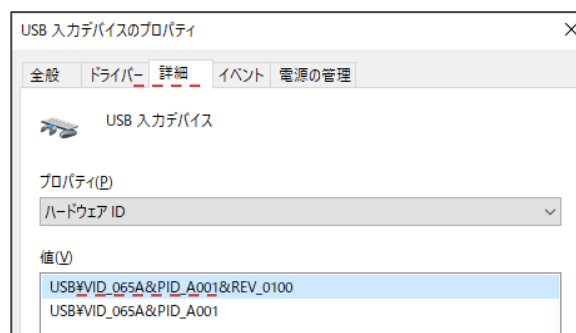 USB 入力デバイスのプロパティ
全般 ドライバー 詳細 イベント 電源の管理
USB 入力デバイス
プロパティ(P)
ハードウェア ID
値(V)
USB¥VID_065A&PID_A001&REV_0100
USB¥VID_065A&PID_A001